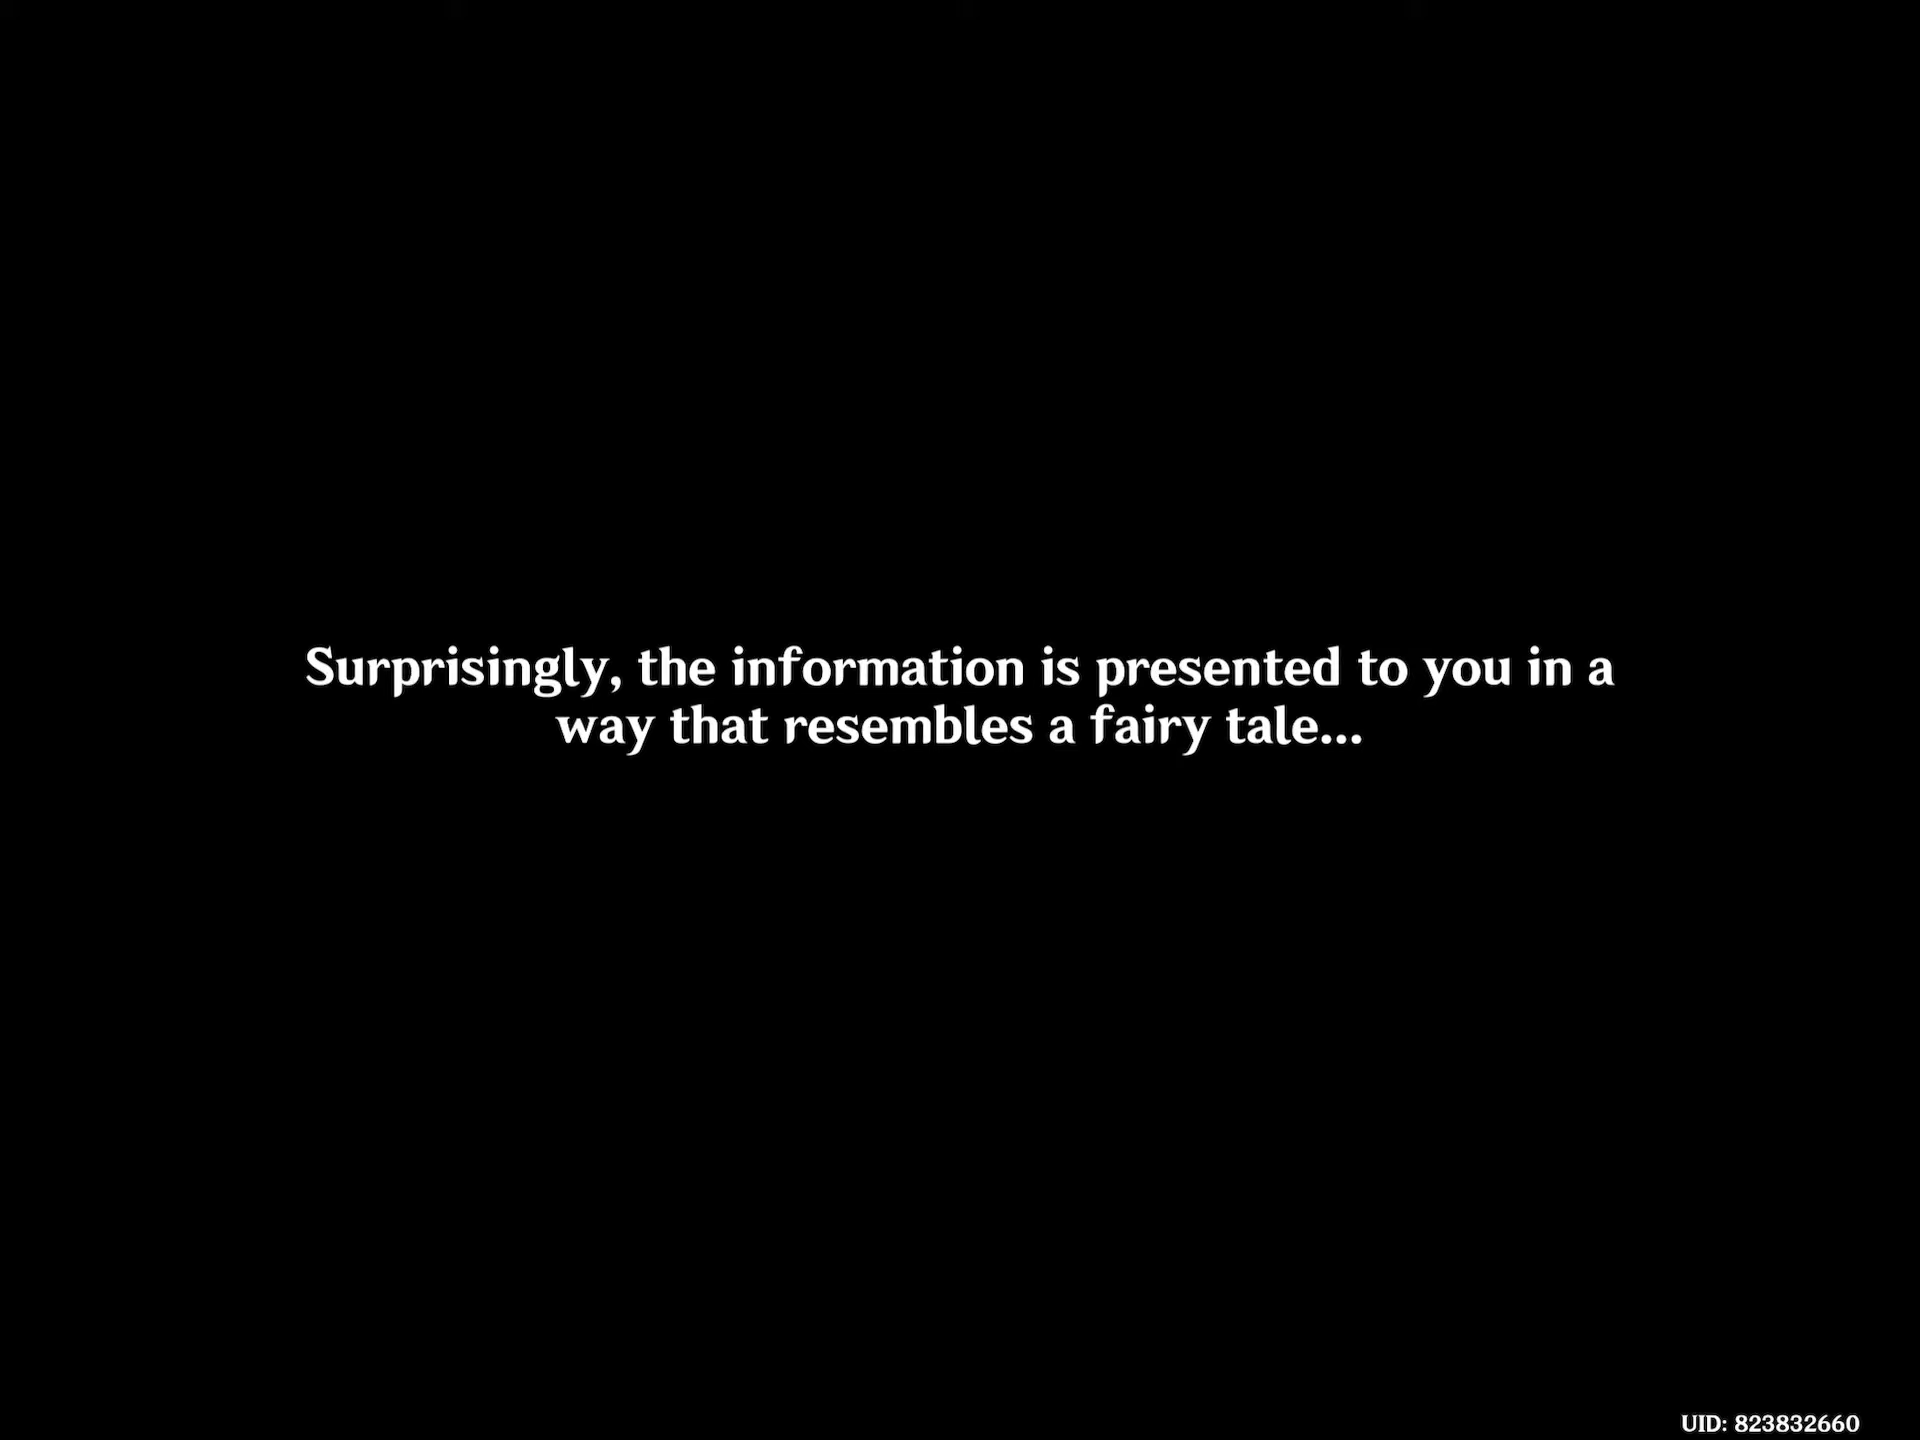 Surprisingly, the information is presented to you in a
way that resembles a fairy tale...
UID: 823832660